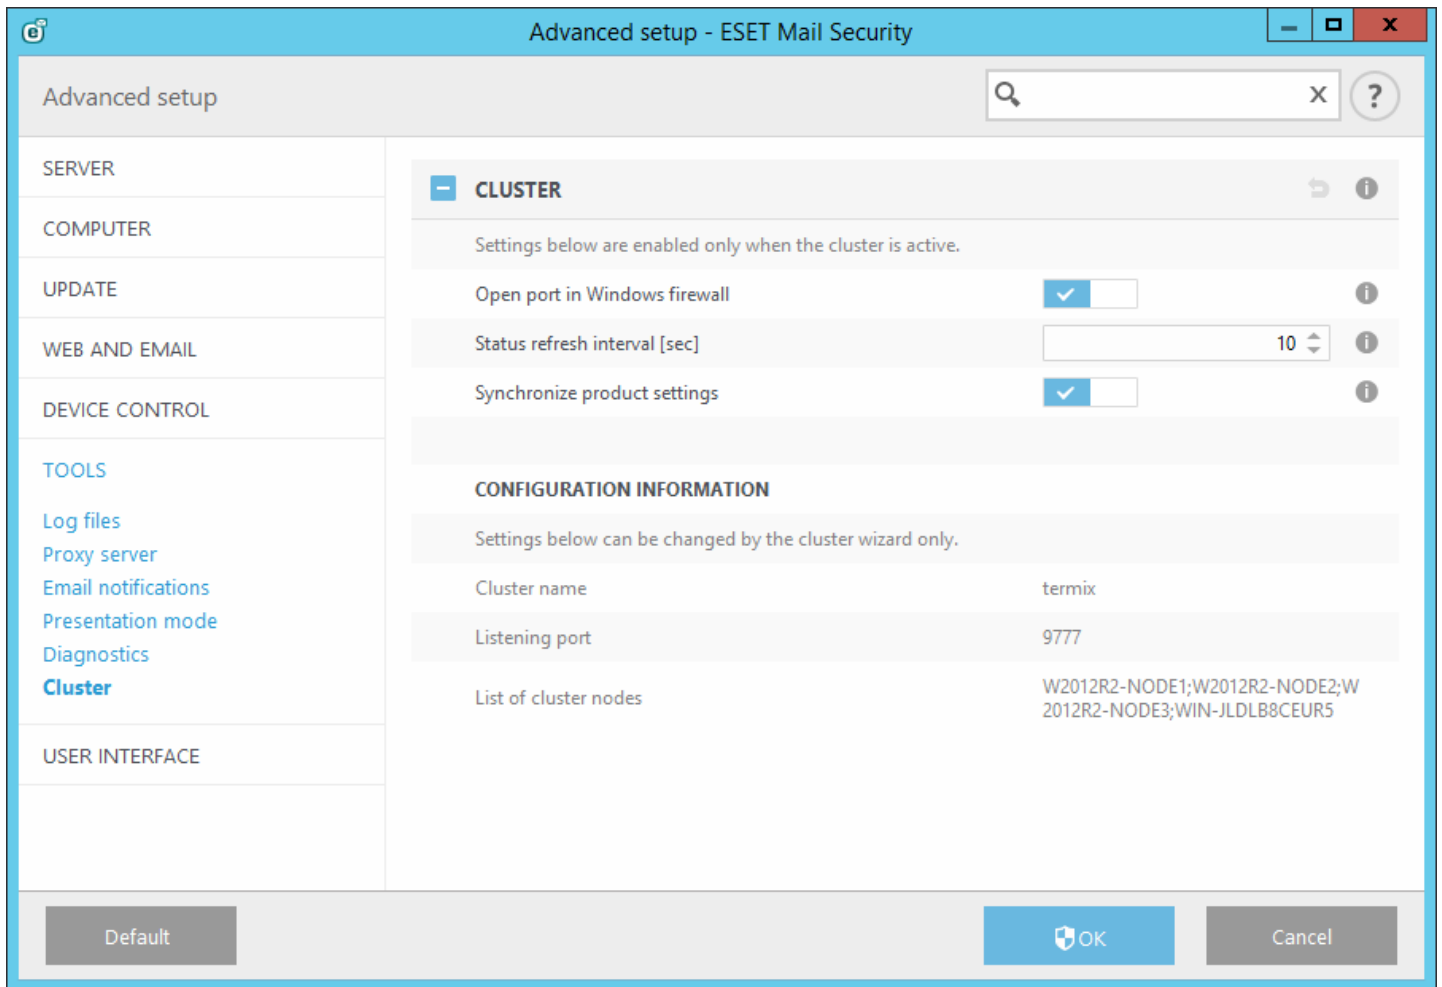 Advanced setup - ESET Mail Security
Advanced setup
SERVER
COMPUTER
UPDATE
WEB AND EMAIL
DEVICE CONTROL
TOOLS
Log files
Proxy server
Email notifications
Presentation mode
Diagnostics
Cluster
USER INTERFACE
CLUSTER
Settings below are enabled only when the cluster is active.
Open port in Windows firewall
Status refresh interval [sec] 10
Synchronize product settings
CONFIGURATION INFORMATION
Settings below can be changed by the cluster wizard only.
Cluster name termix
Listening port 9777
List of cluster nodes W2012R2-NODE1;W2012R2-NODE2;W
2012R2-NODE3;WIN-JLDLB8CEUR5
Default
OK
Cancel